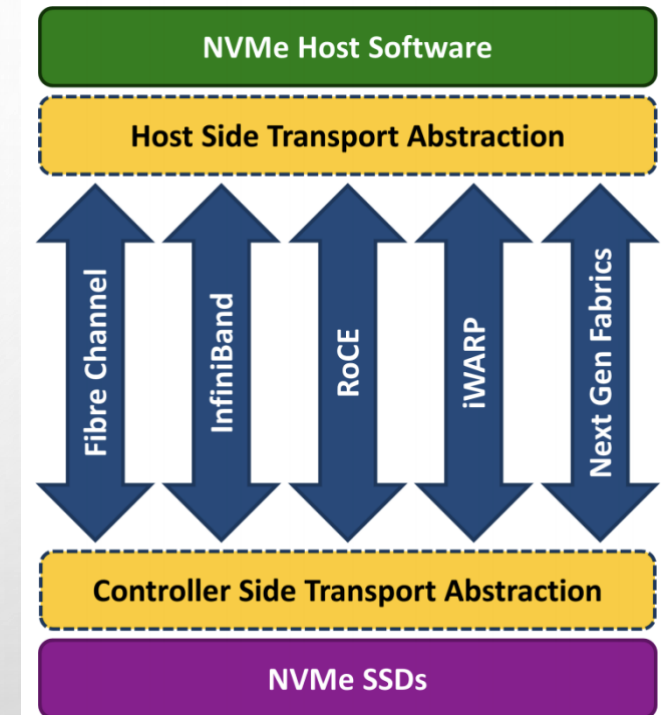 NVMe Host Software
Host Side Transport Abstraction
Fibre Channel
InfiniBand
RoCE
iWARP
Next Gen Fabrics
Controller Side Transport Abstraction
NVMe SSDs